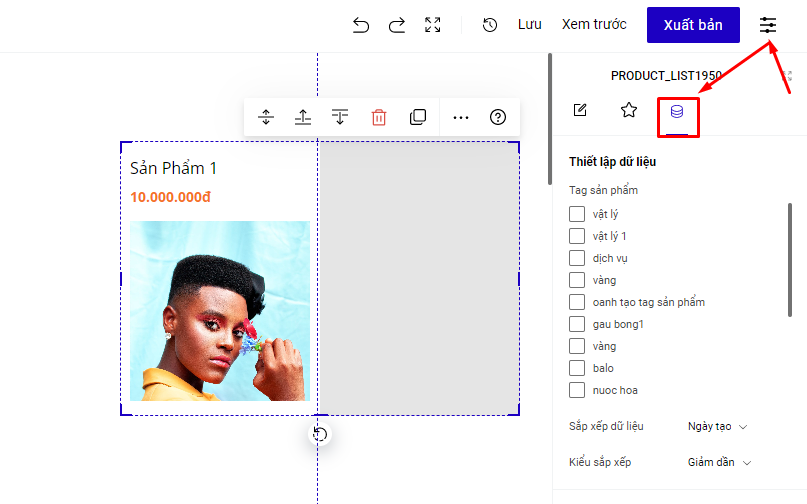 Lưu
Xem trước
Xuất bản
PRODUCT_LIST1950
Sản Phẩm 1
10.000.000đ
Thiết lập dữ liệu
Tag sản phẩm
vật lý
vật lý 1
dịch vụ
vàng
oanh tạo tag sản phẩm
gau bong1
vàng
balo
nuoc hoa
Sắp xếp dữ liệu
Ngày tạo
Kiểu sắp xếp
Giảm dần